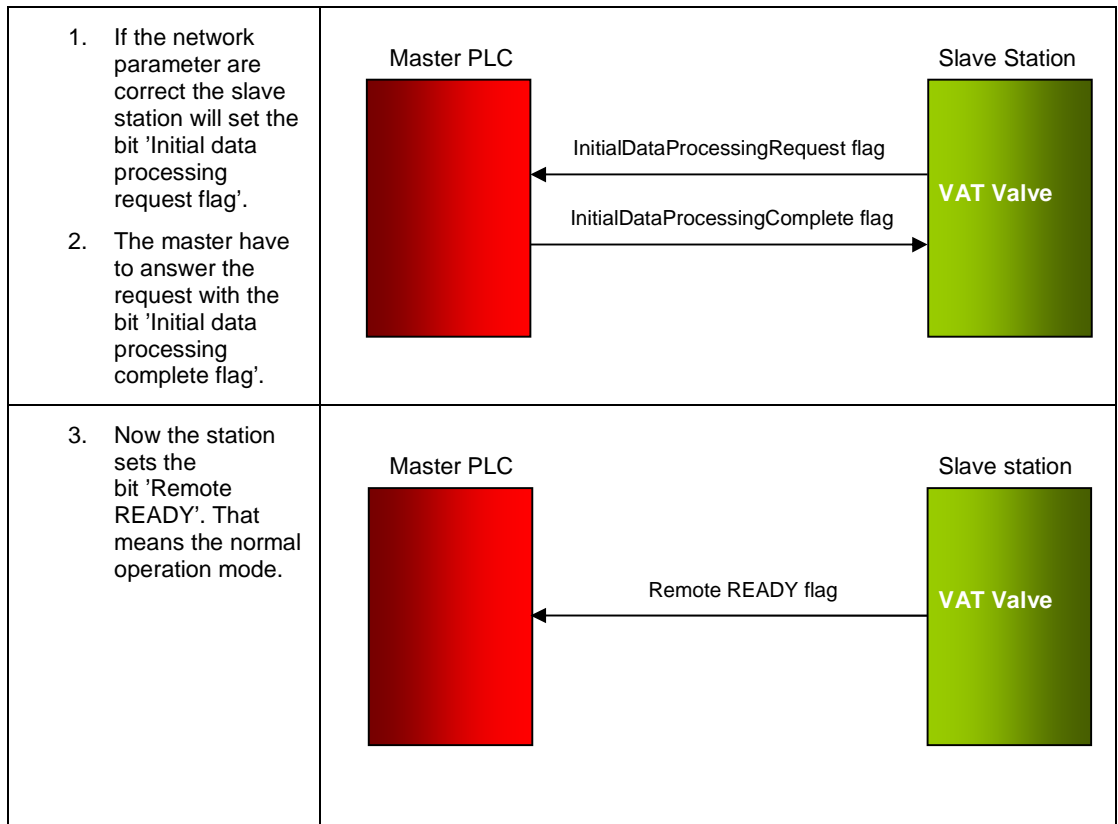 1. If the network
parameter are
correct the slave
station will set the
bit ’Initial data
processing
request flag’.
2. The master have
to answer the
request with the
bit ’Initial data
processing
complete flag’.
Master PLC
Slave Station
InitialDataProcessingRequest flag
VAT Valve
InitialDataProcessingComplete flag
3. Now the station
sets the
bit ’Remote
READY’. That
means the normal
operation mode.
Master PLC
Slave station
Remote READY flag
VAT Valve